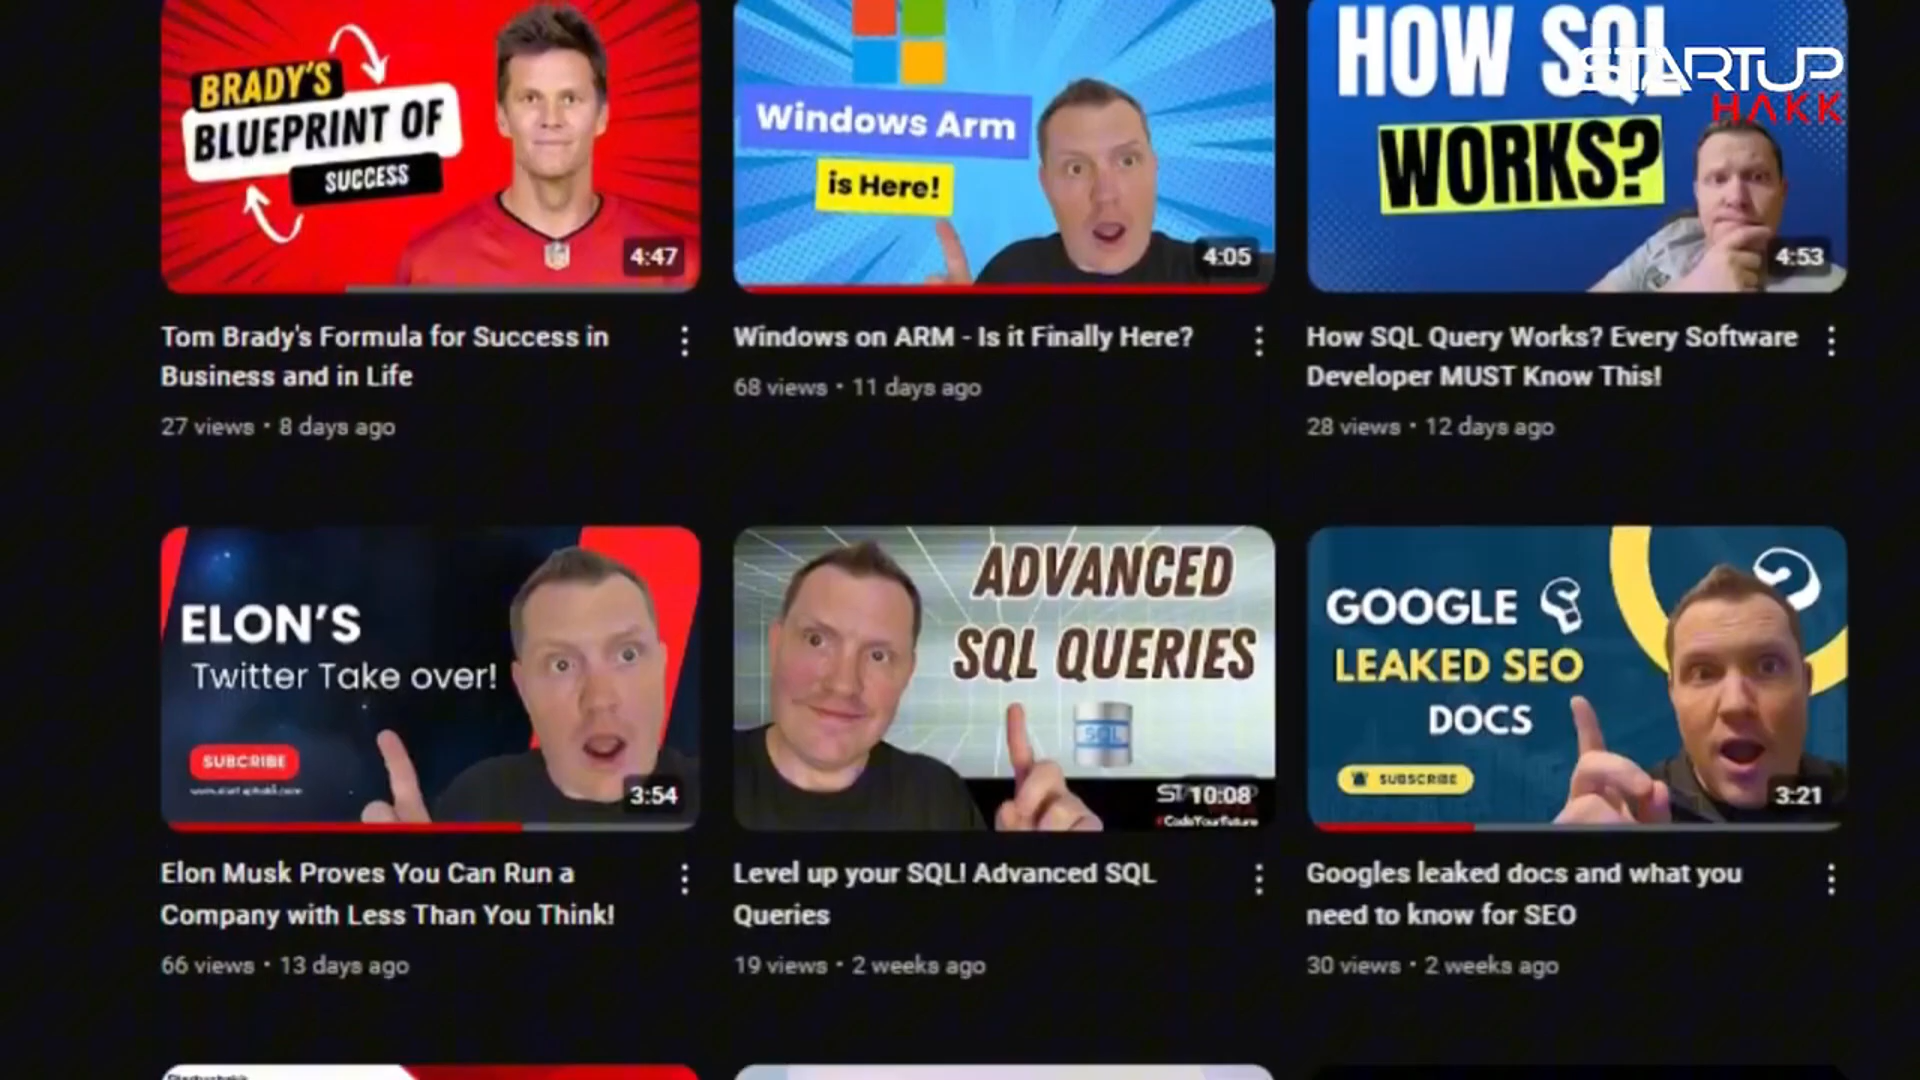 BRADY'S
BLUEPRINT OF
SUCCESS
4:47
Windows Arm
is Here!
4:05
HOW SQL
WORKS?
4:53
STARTUP
HAKK
Tom Brady's Formula for Success in
Business and in Life
27 views • 8 days ago
Windows on ARM - Is it Finally Here?
68 views • 11 days ago
How SQL Query Works? Every Software
Developer MUST Know This!
28 views • 12 days ago
ELON'S
Twitter Take over!
SUBCRIBE
www.startuphakk.com
3:54
ADVANCED
SQL QUERIES
SQL
10:08
#CodeYourFuture
GOOGLE
LEAKED SEO
DOCS
SUBSCRIBE
3:21
Elon Musk Proves You Can Run a
Company with Less Than You Think!
66 views • 13 days ago
Level up your SQL! Advanced SQL
Queries
19 views • 2 weeks ago
Googles leaked docs and what you
need to know for SEO
30 views • 2 weeks ago